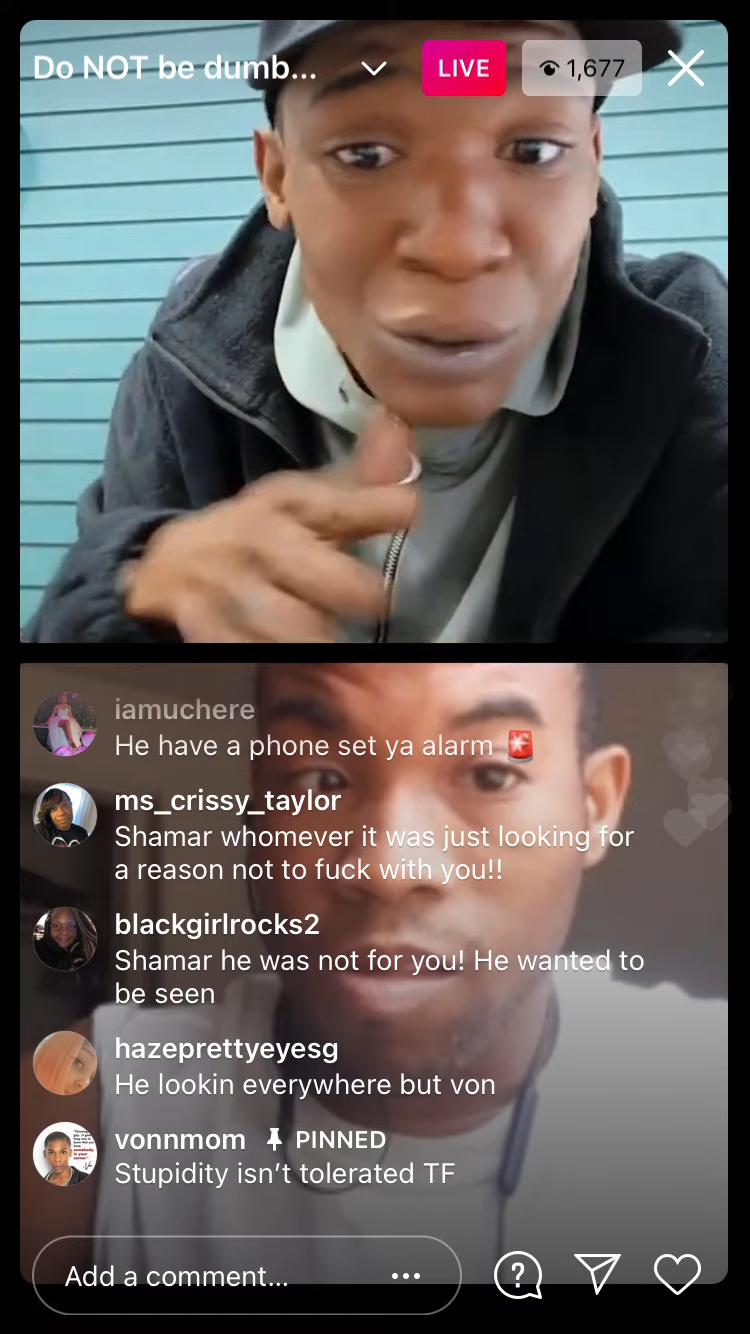 Do NOT be dumb...
LIVE
1,677
iamuchere
He have a phone set ya alarm
ms_crissy_taylor
Shamar whomever it was just looking for
a reason not to fuck with you!!
blackgirlrocks2
Shamar he was not for you! He wanted to
be seen
hazeprettyeyesg
He lookin everywhere but von
vonnmom PINNED
Stupidity isn't tolerated TF
Add a comment...